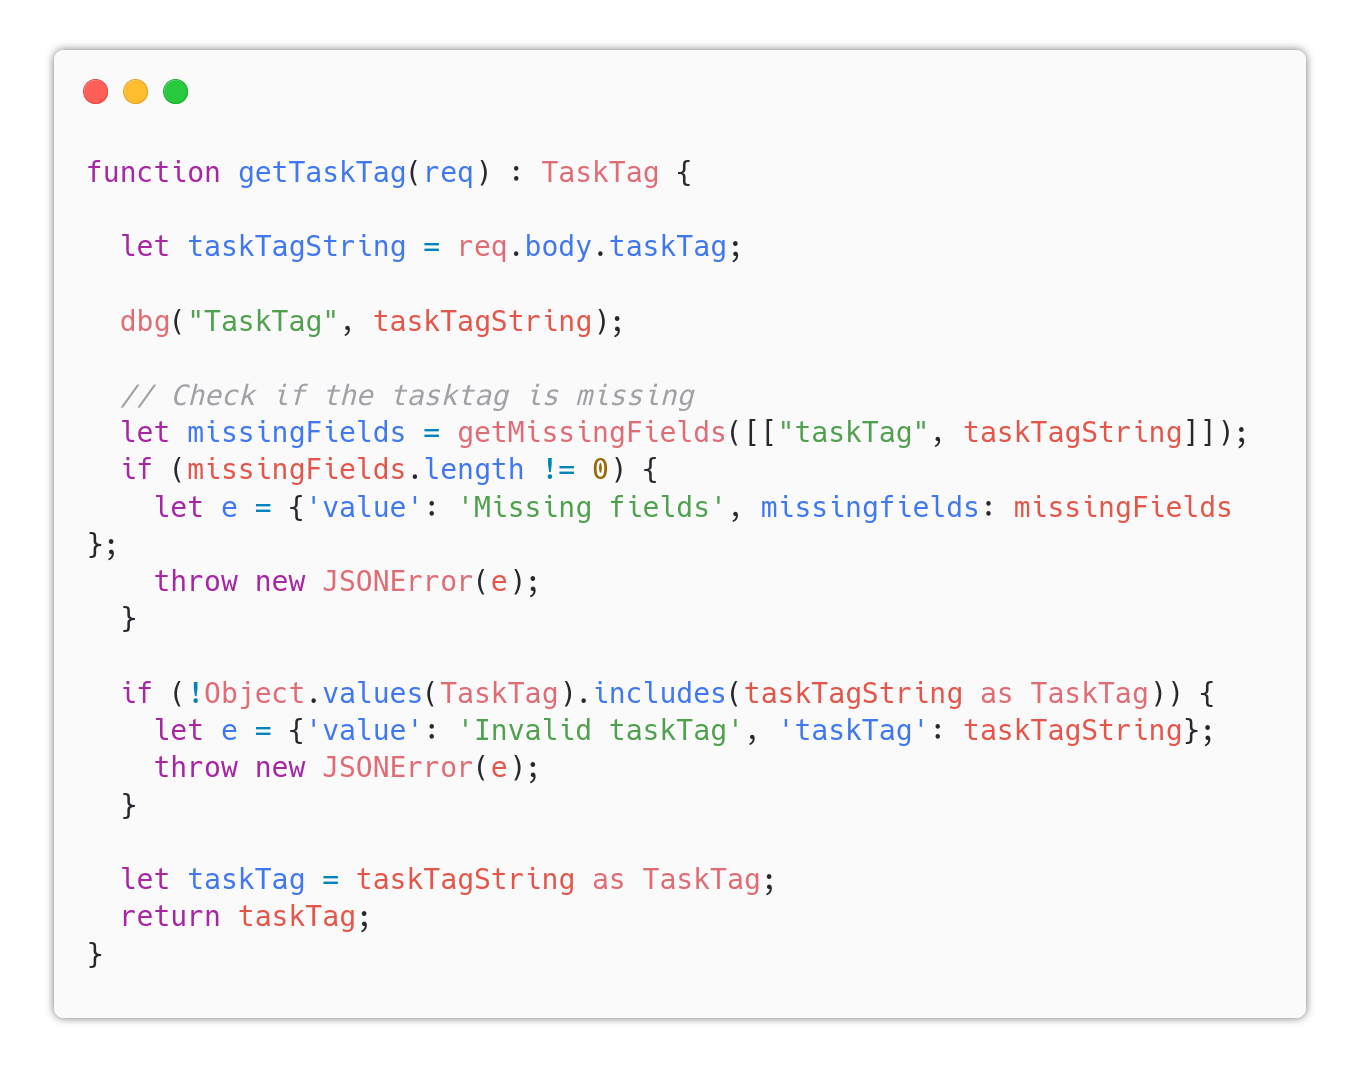 function getTaskTag(req) : TaskTag {
let taskTagString = req.body.taskTag;
dbg("TaskTag", taskTagString);
// Check if the tasktag is missing
let missingFields = getMissingFields([["taskTag", taskTagString]]);
if (missingFields.length != 0) {
let e = {'value': 'Missing fields', missingfields: missingFields
};
throw new JSONError(e);
}
if (!Object.values(TaskTag).includes(taskTagString as TaskTag)) {
let e = {'value': 'Invalid taskTag', 'taskTag': taskTagString};
throw new JSONError(e);
}
let taskTag = taskTagString as TaskTag;
return taskTag;
}